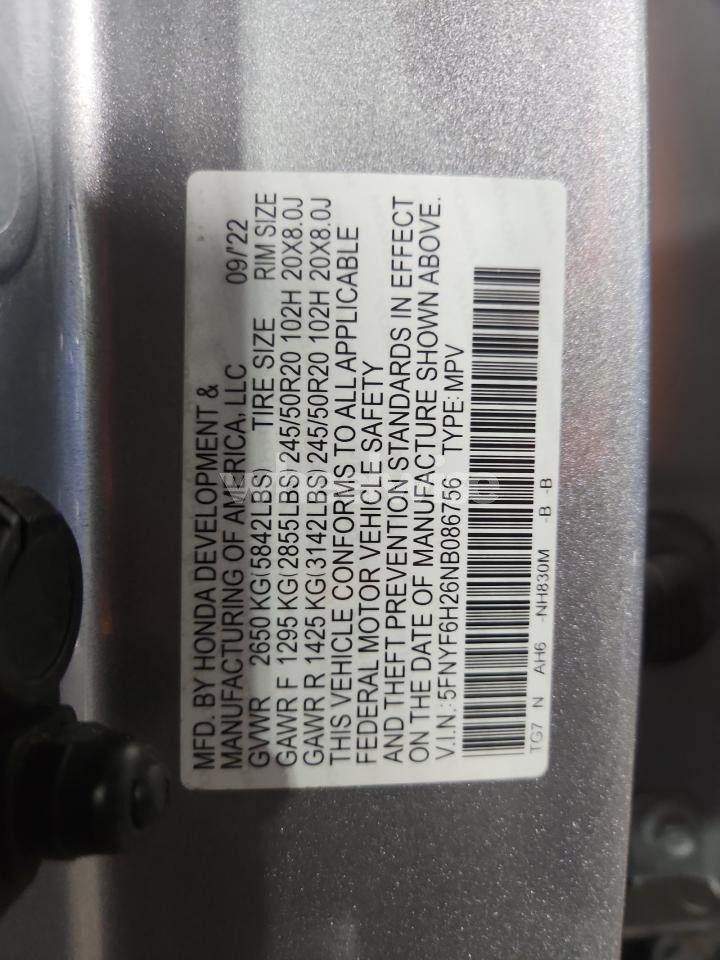 MFD. BY HONDA DEVELOPMENT &
MANUFACTURING OF AMERICA, LLC 09/'22
GVWR 2650 KG(5842LBS) TIRE SIZE RIM SIZE
GAWR F 1295 KG(2855LBS) 245/50R20 102H 20X8.0J
GAWR R 1425 KG(3142LBS) 245/50R20 102H 20X8.0J
THIS VEHICLE CONFORMS TO ALL APPLICABLE
FEDERAL MOTOR VEHICLE SAFETY
AND THEFT PREVENTION STANDARDS IN EFFECT
ON THE DATE OF MANUFACTURE SHOWN ABOVE.
V.I.N.:5FNYF6H26NB086756 TYPE:MPV
TG7 N AH6 -NH830M -B -B